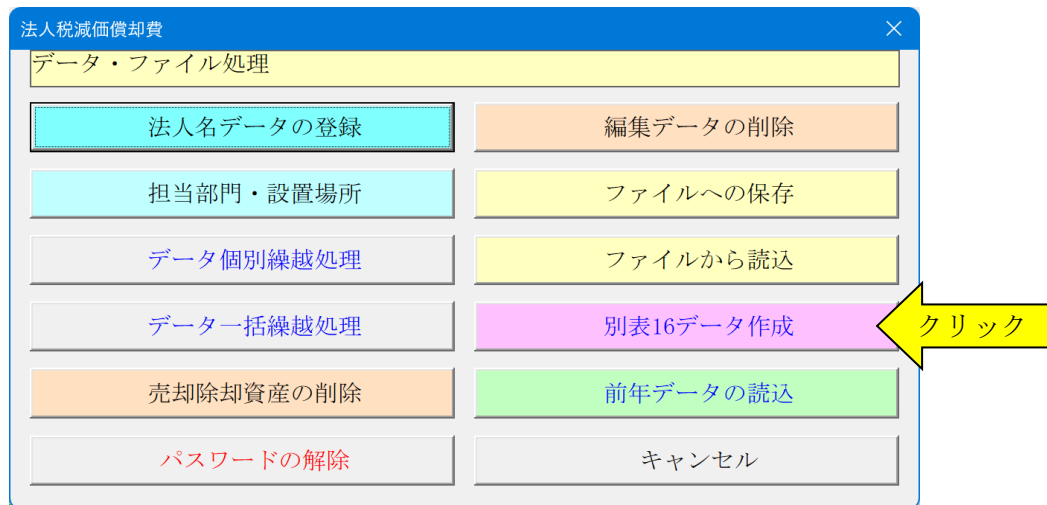 法人税減価償却費
データ・ファイル処理
法人名データの登録
編集データの削除
担当部門・設置場所
ファイルへの保存
データ個別繰越処理
ファイルから読込
データ一括繰越処理
別表16データ作成
クリック
売却除却資産の削除
前年データの読込
パスワードの解除
キャンセル